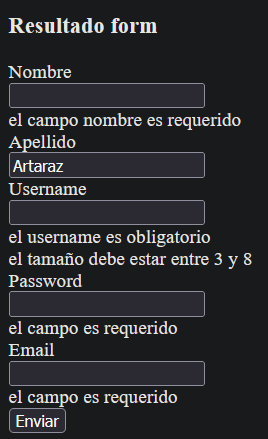 Resultado form
Nombre
el campo nombre es requerido
Apellido
Artaraz
Username
el username es obligatorio
el tamaño debe estar entre 3 y 8
Password
el campo es requerido
Email
el campo es requerido
Enviar